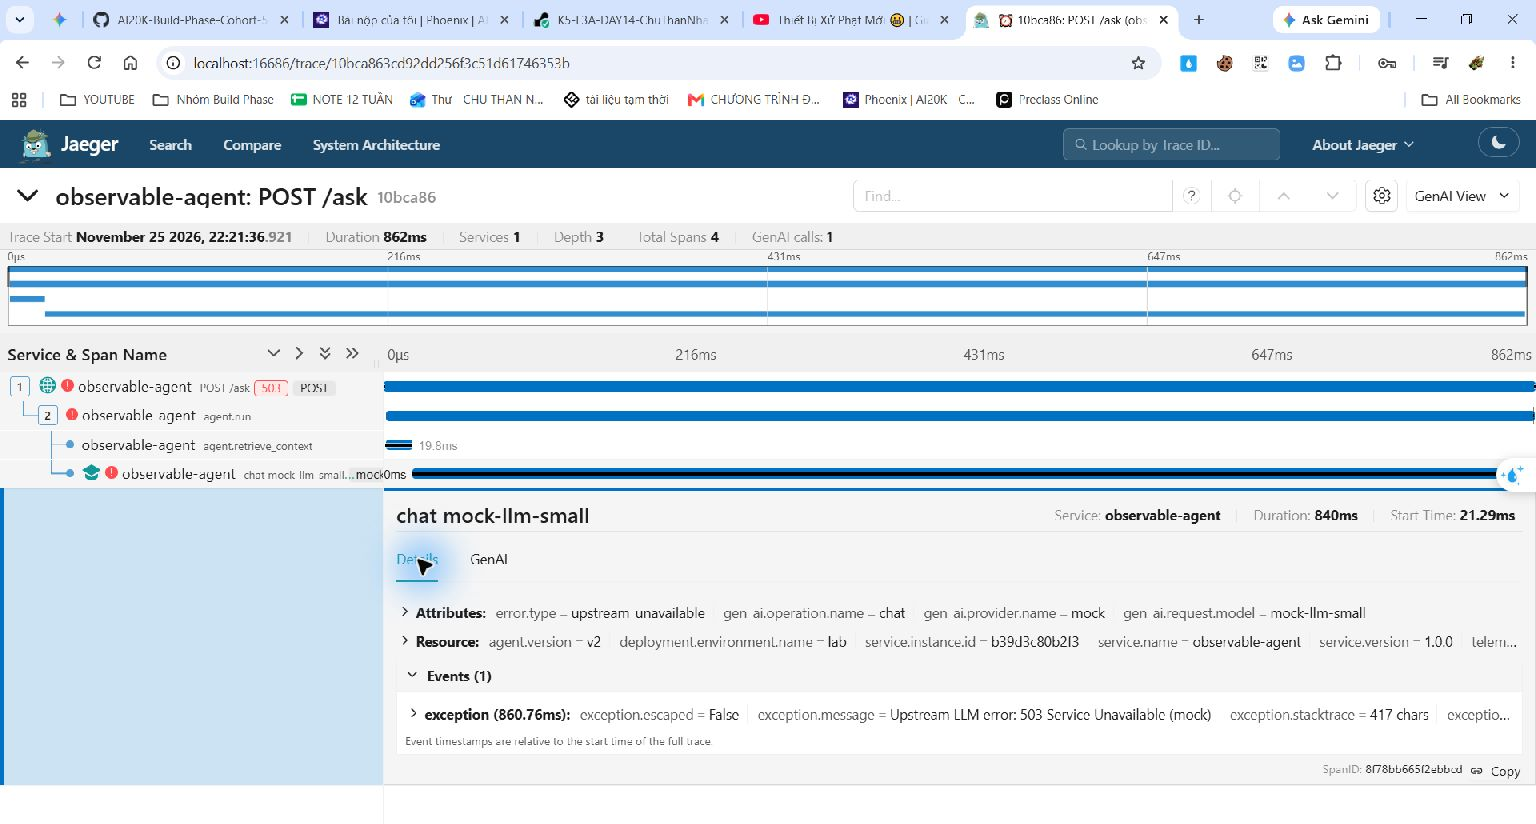 AI20K-Build-Phase-Cohort-5
Bài nộp của tôi | Phoenix | AI
K5-L3A-DAY14-ChuThanNha
Thiết Bị Xử Phạt Mới
10bca86: POST /ask (obs
Ask Gemini
localhost:16686/trace/10bca863cd92dd256f3c51d61746353b
YOUTUBE
Nhóm Build Phase
NOTE 12 TUẦN
Thư - CHU THAN N...
tài liệu tạm thời
CHƯƠNG TRÌNH Đ...
Phoenix | AI20K - C...
Preclass Online
All Bookmarks
Jaeger
Search
Compare
System Architecture
Lookup by Trace ID...
About Jaeger
observable-agent: POST /ask 10bca86
Find...
?
GenAI View
Trace Start November 25 2026, 22:21:36.921
Duration 862ms
Services 1
Depth 3
Total Spans 4
GenAI calls: 1
0µs 216ms 431ms 647ms 862ms
Service & Span Name
0µs 216ms 431ms 647ms 862ms
1 observable-agent POST /ask 503 POST
2 observable-agent agent.run
observable-agent agent.retrieve_context 19.8ms
observable-agent chat mock-llm-small... mock
chat mock-llm-small
Service: observable-agent
Duration: 840ms
Start Time: 21.29ms
Details
GenAI
Attributes: error.type = upstream_unavailable gen_ai.operation.name = chat gen_ai.provider.name = mock gen_ai.request.model = mock-llm-small
Resource: agent.version = v2 deployment.environment.name = lab service.instance.id = b39d3c80b2f3 service.name = observable-agent service.version = 1.0.0 telem...
Events (1)
exception (860.76ms): exception.escaped = False exception.message = Upstream LLM error: 503 Service Unavailable (mock) exception.stacktrace = 417 chars exceptio...
Event timestamps are relative to the start time of the full trace.
SpanID: 8f78bb665f2ebbcd Copy